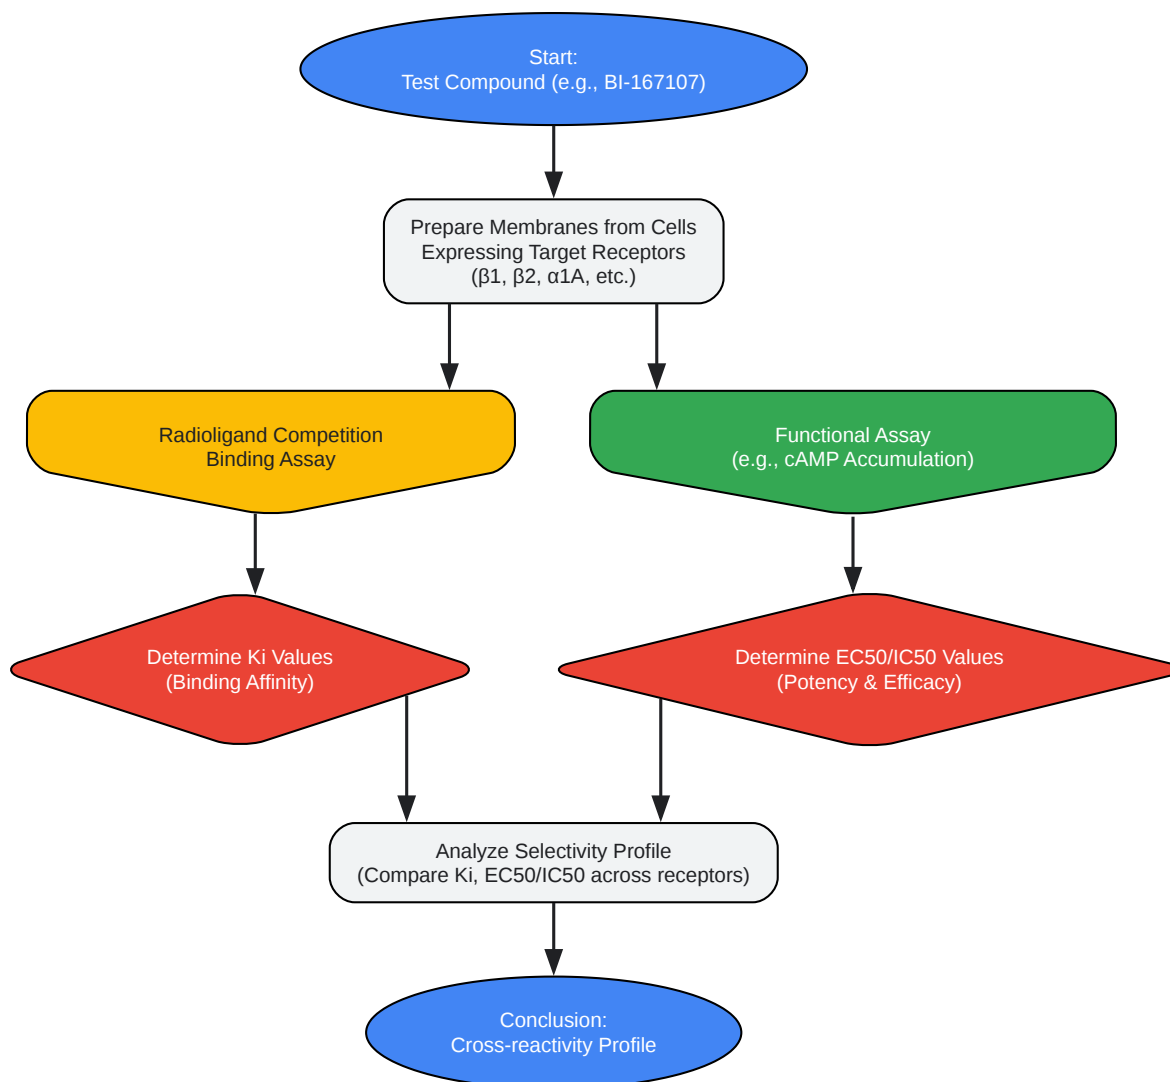 Start:
Test Compound (e.g., BI-167107)
Prepare Membranes from Cells
Expressing Target Receptors
(β1, β2, α1A, etc.)
Radioligand Competition
Binding Assay
Functional Assay
(e.g., cAMP Accumulation)
Determine Ki Values
(Binding Affinity)
Determine EC50/IC50 Values
(Potency & Efficacy)
Analyze Selectivity Profile
(Compare Ki, EC50/IC50 across receptors)
Conclusion:
Cross-reactivity Profile